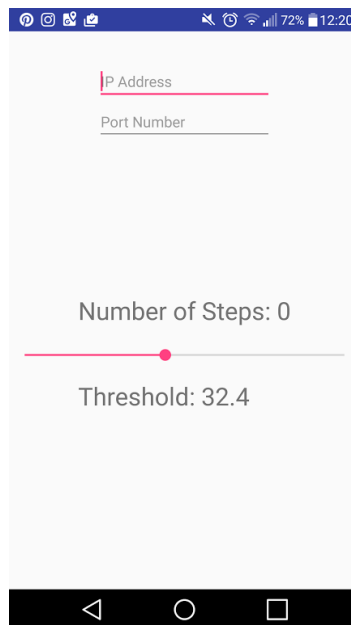 72% 12:20
IP Address
Port Number
Number of Steps: 0
Threshold: 32.4